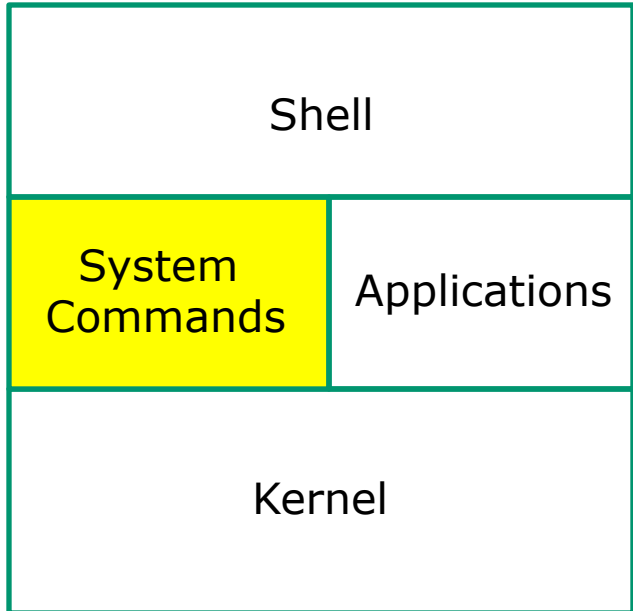 Shell
System
Commands
Applications
Kernel